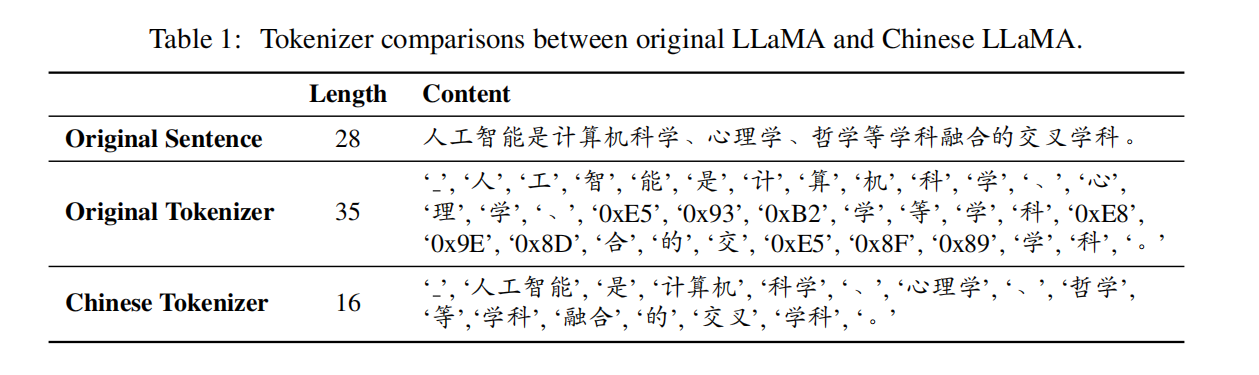 Table 1: Tokenizer comparisons between original LLaMA and Chinese LLaMA.
Length Content
Original Sentence 28 人工智能是计算机科学、心理学、哲学等学科融合的交叉学科。
‘_’, ‘人’, ‘工’, ‘智’, ‘能’, ‘是’, ‘计’, ‘算’, ‘机’, ‘科’, ‘学’, ‘、’, ‘心’,
Original Tokenizer 35 ‘理’, ‘学’, ‘、’, ‘0xE5’, ‘0x93’, ‘0xB2’, ‘学’, ‘等’, ‘学’, ‘科’, ‘0xE8’,
‘0x9E’, ‘0x8D’, ‘合’, ‘的’, ‘交’, ‘0xE5’, ‘0x8F’, ‘0x89’, ‘学’, ‘科’, ‘。’
‘_’, ‘人工智能’, ‘是’, ‘计算机’, ‘科学’, ‘、’, ‘心理学’, ‘、’, ‘哲学’,
Chinese Tokenizer 16
‘等’,‘学科’, ‘融合’, ‘的’, ‘交叉’, ‘学科’, ‘。’